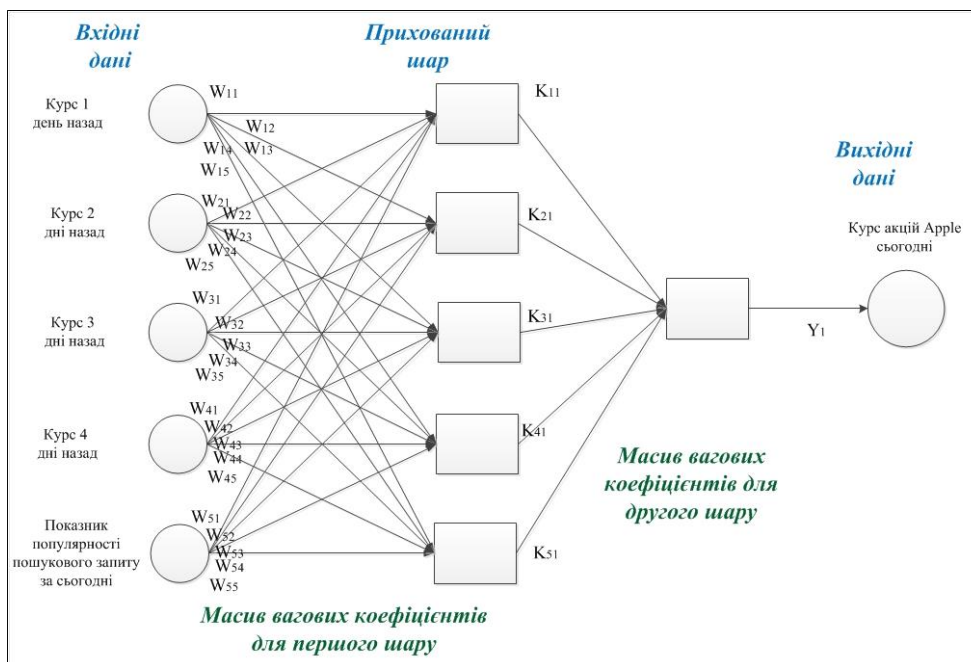 Вхідні
дані
Прихований
шар
Вихідні
дані
Курс 1
день назад
Курс 2
дні назад
Курс 3
дні назад
Курс 4
дні назад
Показник
популярності
пошукового запиту
за сьогодні
W11
W12
W14
W13
W15
W21
W22
W23
W24
W25
W31
W32
W33
W34
W35
W41
W42
W43
W44
W45
W51
W52
W53
W54
W55
K11
K21
K31
K41
K51
Курс акцій Apple
сьогодні
Y1
Масив вагових
коефіцієнтів для
другого шару
Масив вагових коефіцієнтів
для першого шару